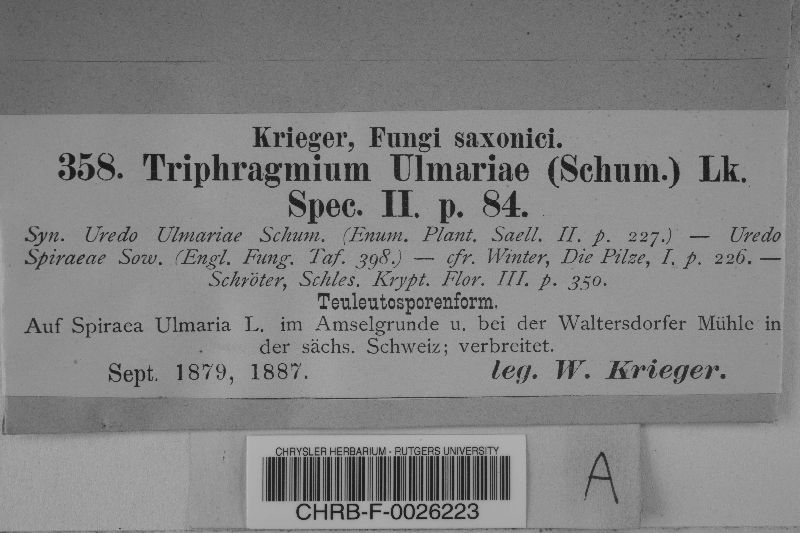 Krieger, Fungi saxonici.
358. Triphragmium Ulmariae (Schum.) Lk.
Spec. II. p. 84.
Syn. Uredo Ulmariae Schum. (Enum. Plant. Saell. II. p. 227.) — Uredo
Spiraeae Sow. (Engl. Fung. Taf. 398.) — cfr. Winter, Die Pilze, I. p. 226. —
Schröter, Schles. Krypt. Flor. III. p. 350.
Teuleutosporenform.
Auf Spiraea Ulmaria L. im Amselgrunde u. bei der Waltersdorfer Mühle in
der sächs. Schweiz; verbreitet.
Sept. 1879, 1887. leg. W. Krieger.
CHRYSLER HERBARIUM - RUTGERS UNIVERSITY
CHRB-F-0026223
A